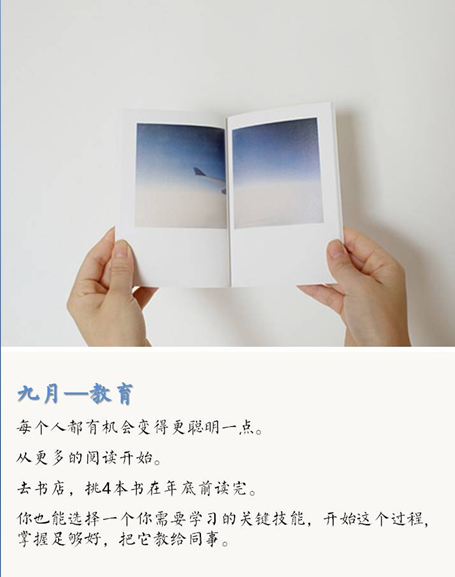 九月—教育
每个人都有机会变得更聪明一点。
从更多的阅读开始。
去书店，挑4本书在年底前读完。
你也能选择一个你需要学习的关键技能，开始这个过程，
掌握足够好，把它教给同事。